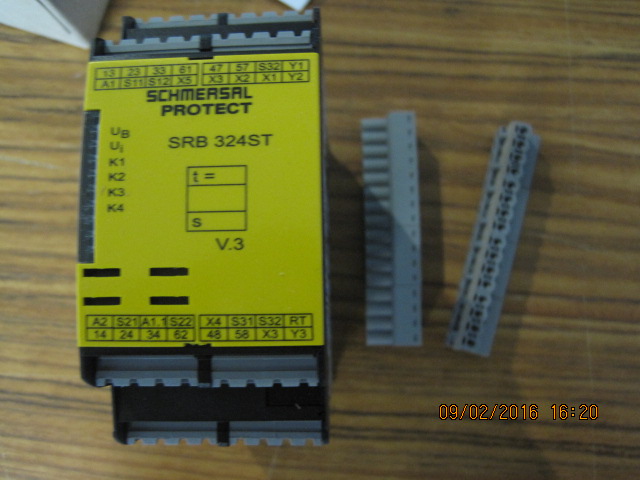 13 23 33 61 47 57 S32 Y1
A1 S11 S12 X5 X3 X2 X1 Y2
SCHMERSAL
PROTECT
SRB 324ST
UB
Ui
K1
K2
K3
K4
t =
s
V.3
A2 S21 A1.1 S22 X4 S31 S32 RT
14 24 34 62 48 58 X3 Y3
09/02/2016 16:20